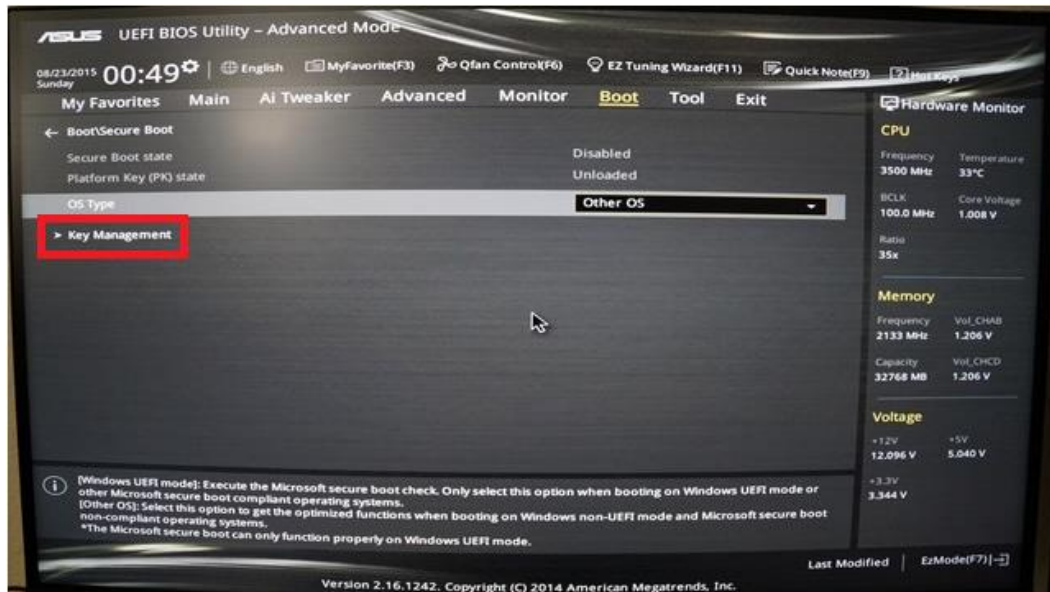 ASUS UEFI BIOS Utility – Advanced Mode
08/23/2015 Sunday 00:49 English MyFavorite(F3) Qfan Control(F6) EZ Tuning Wizard(F11) Quick Note(F9) Hot Keys
My Favorites Main Ai Tweaker Advanced Monitor Boot Tool Exit
← Boot\Secure Boot
Secure Boot state Disabled
Platform Key (PK) state Unloaded
OS Type Other OS
> Key Management
[Windows UEFI mode]: Execute the Microsoft secure boot check. Only select this option when booting on Windows UEFI mode or
other Microsoft secure boot compliant operating systems.
[Other OS]: Select this option to get the optimized functions when booting on Windows non-UEFI mode and Microsoft secure boot
non-compliant operating systems.
*The Microsoft secure boot can only function properly on Windows UEFI mode.
Hardware Monitor
CPU
Frequency Temperature
3500 MHz 33°C
BCLK Core Voltage
100.0 MHz 1.008 V
Ratio
35x
Memory
Frequency Vol_CHAB
2133 MHz 1.206 V
Capacity Vol_CHCD
32768 MB 1.206 V
Voltage
+12V +5V
12.096 V 5.040 V
+3.3V
3.344 V
Last Modified EzMode(F7)
Version 2.16.1242. Copyright (C) 2014 American Megatrends, Inc.